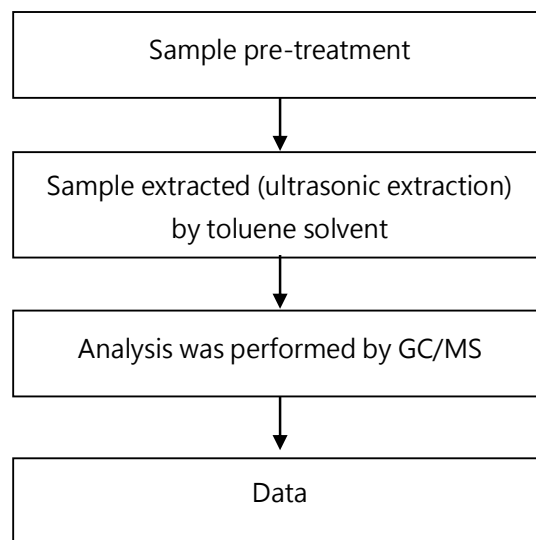 Sample pre-treatment
Sample extracted (ultrasonic extraction)
by toluene solvent
Analysis was performed by GC/MS
Data